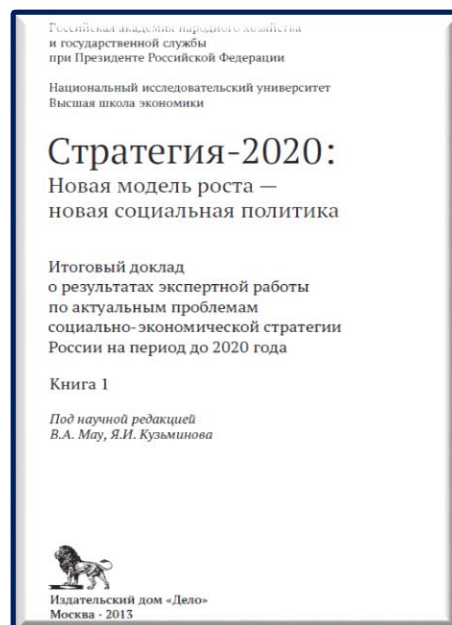 Российская академия народного хозяйства
и государственной службы
при Президенте Российской Федерации
Национальный исследовательский университет
Высшая школа экономики
Стратегия-2020:
Новая модель роста —
новая социальная политика
Итоговый доклад
о результатах экспертной работы
по актуальным проблемам
социально-экономической стратегии
России на период до 2020 года
Книга 1
Под научной редакцией
В.А. Мау, Я.И. Кузьминова
Издательский дом «Дело»
Москва - 2013